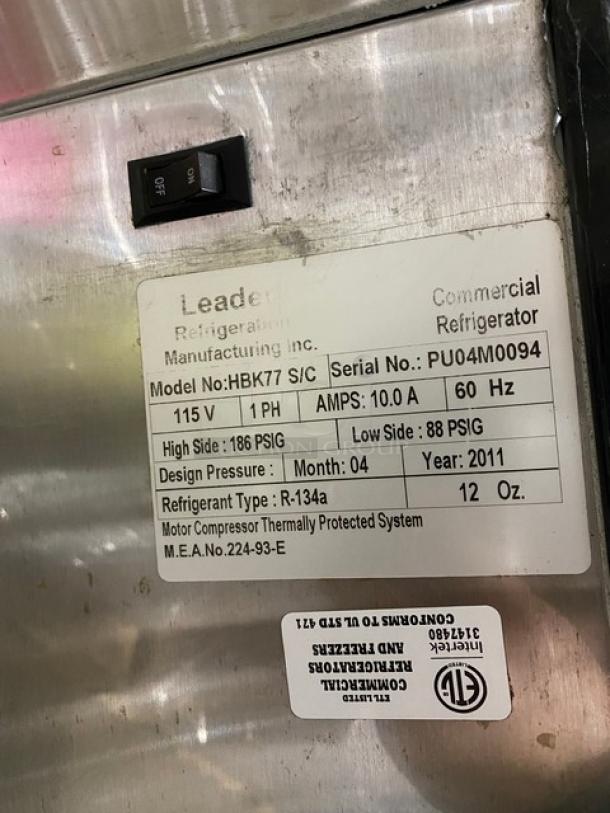 ON
OFF
Leader
Refrigeration
Manufacturing Inc.
Commercial
Refrigerator
Model No:HBK77 S/C Serial No.: PU04M0094
115 V 1 PH AMPS: 10.0 A 60 Hz
High Side : 186 PSIG Low Side : 88 PSIG
Design Pressure : Month: 04 Year: 2011
Refrigerant Type : R-134a 12 Oz.
Motor Compressor Thermally Protected System
M.E.A.No.224-93-E
ETL LISTED
COMMERCIAL
REFRIGERATORS
AND FREEZERS
CONFORMS TO UL STD 471
ETL
LISTED
Intertek
3147480